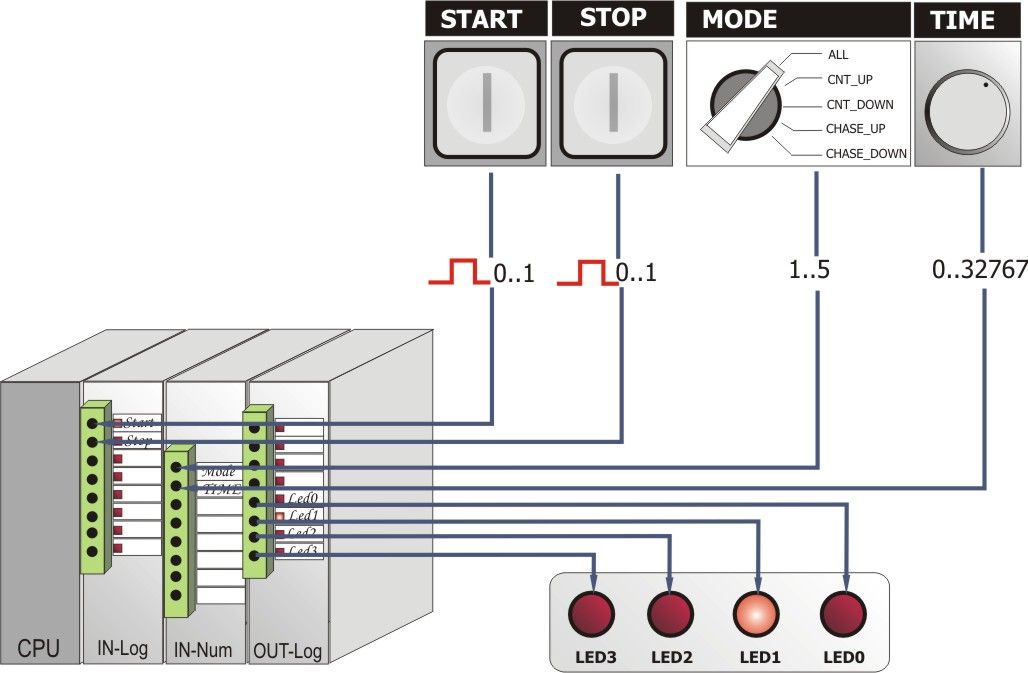 START
STOP
MODE
TIME
ALL
CNT_UP
CNT_DOWN
CHASE_UP
CHASE_DOWN
0..1
0..1
1..5
0..32767
Start
Stop
Mode
TIME
Led0
Led1
Led2
Led3
CPU
IN-Log
IN-Num
OUT-Log
LED3
LED2
LED1
LED0